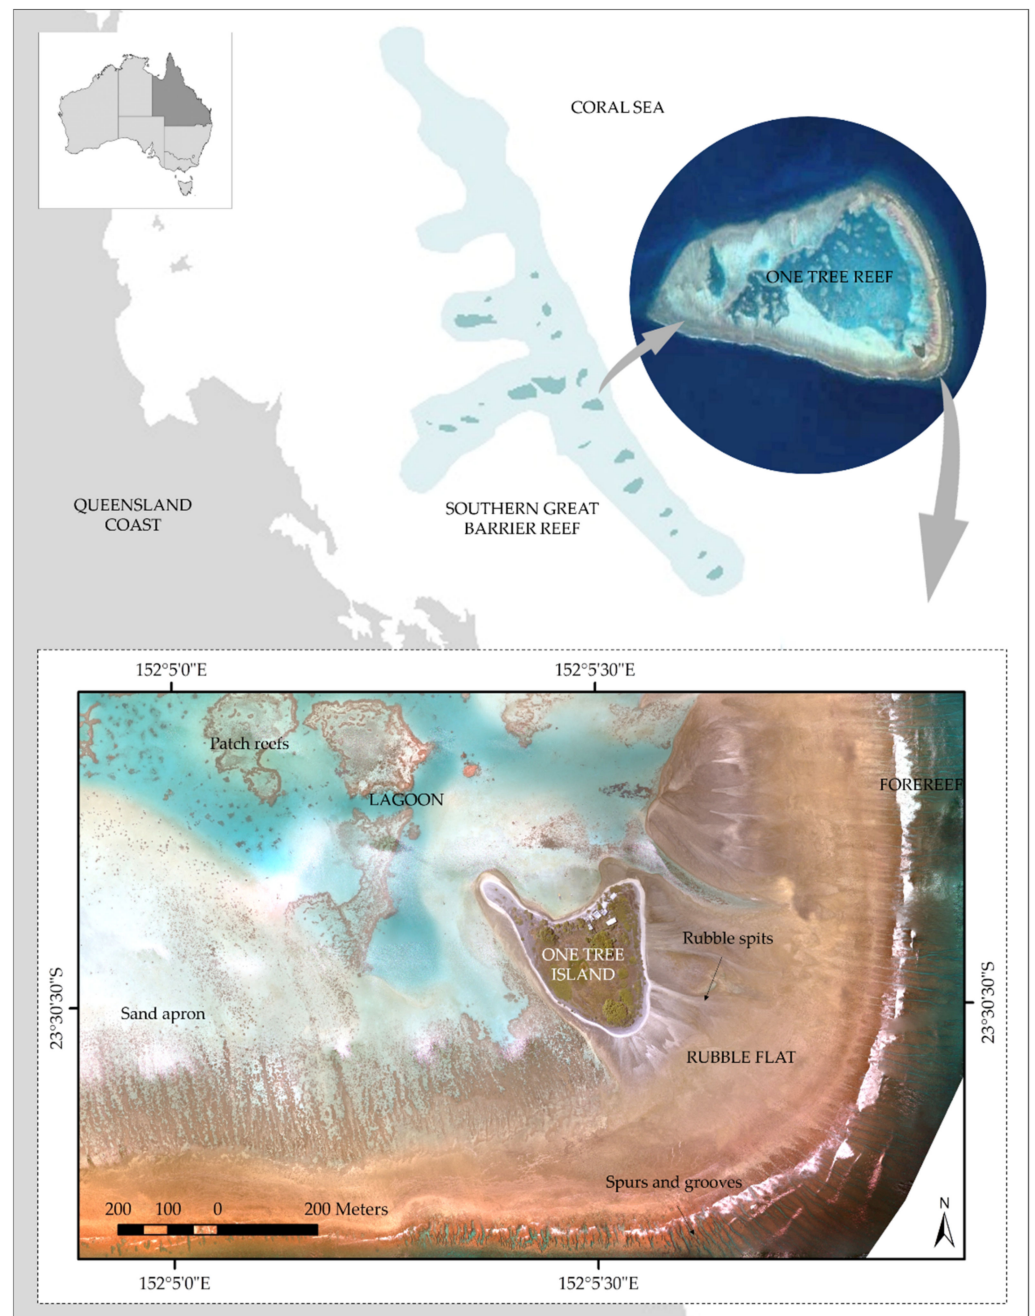 CORAL SEA
ONE TREE REEF
QUEENSLAND
COAST
SOUTHERN GREAT
BARRIER REEF
152°5'0"E
152°5'30"E
Patch reefs
LAGOON
FOREREEF
Rubble spits
ONE TREE
ISLAND
23°30'30"S
23°30'30"S
Sand apron
RUBBLE FLAT
Spurs and grooves
200 100 0 200 Meters
N
152°5'0"E
152°5'30"E